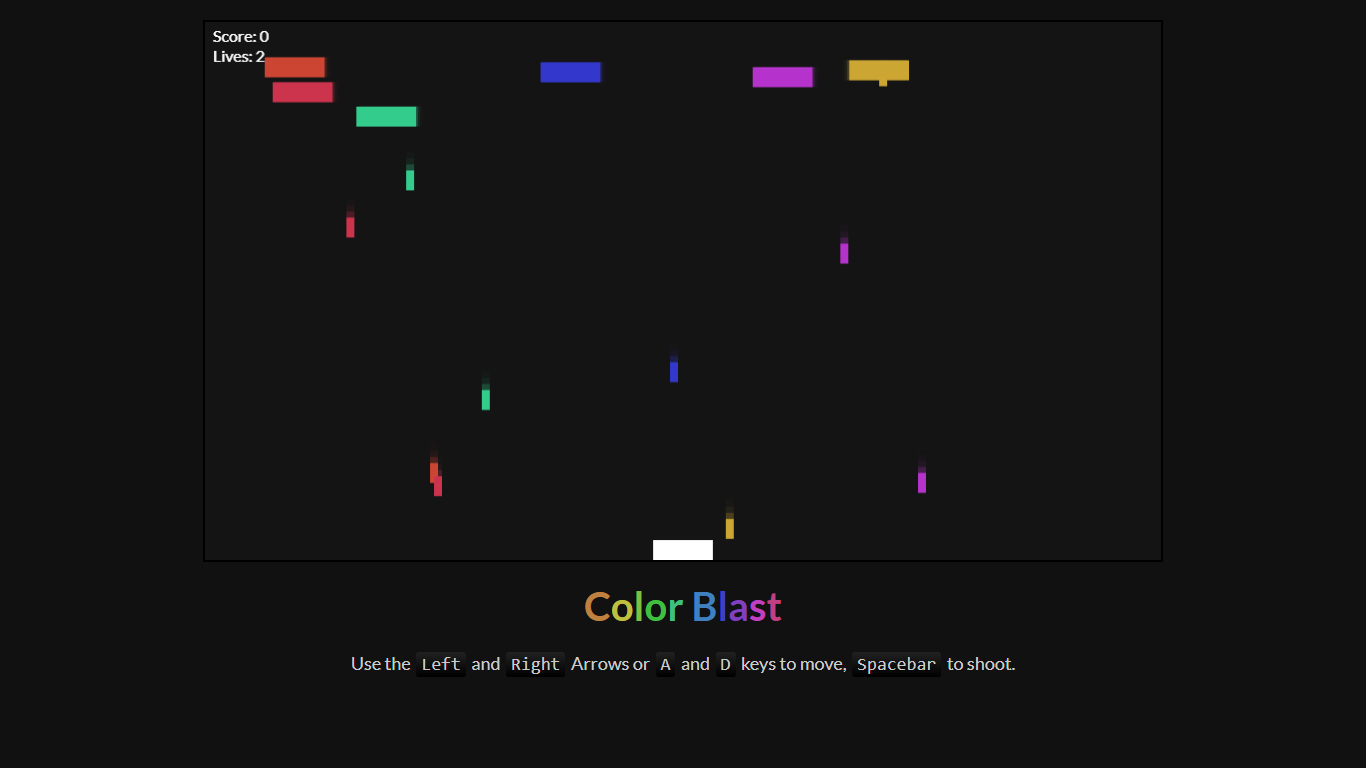 Score: 0
Lives: 2
Color Blast
Use the Left and Right Arrows or A and D keys to move, Spacebar to shoot.